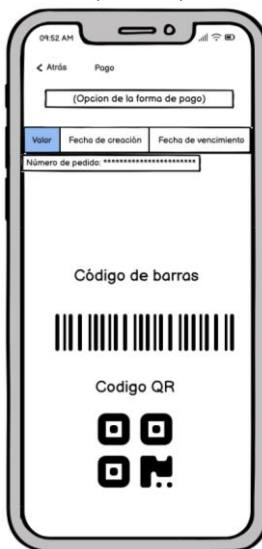 09:52 AM
Atrás Pago
(Opcion de la forma de pago)
Valor Fecha de creación Fecha de vencimiento
Número de pedido: ***********************
Código de barras
Codigo QR